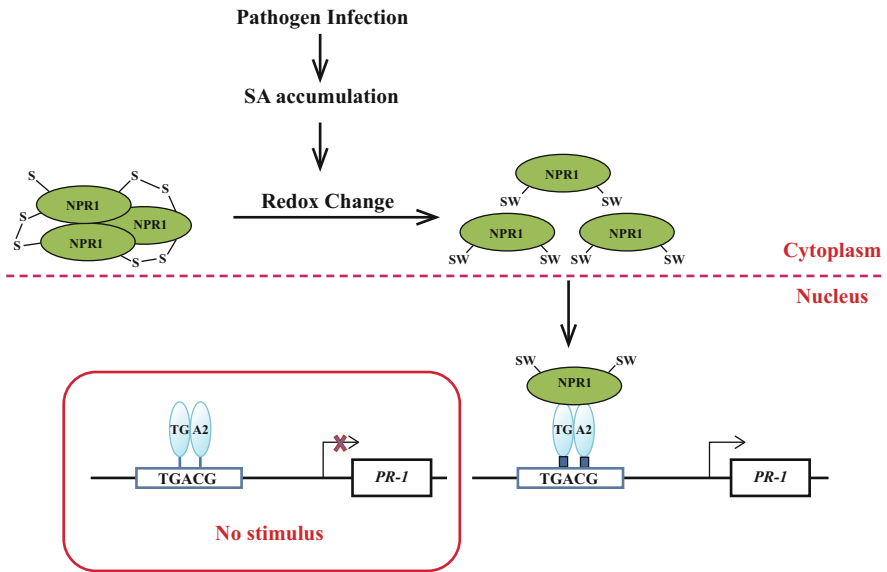 Pathogen Infection
SA accumulation
Redox Change
S
S
S
S
S
S
S
NPR1
NPR1
NPR1
NPR1
SW
SW
NPR1
NPR1
SW
SW
SW
SW
Cytoplasm
Nucleus
SW
SW
NPR1
TG A2
TGACG
PR-1
No stimulus
TG A2
TGACG
PR-1